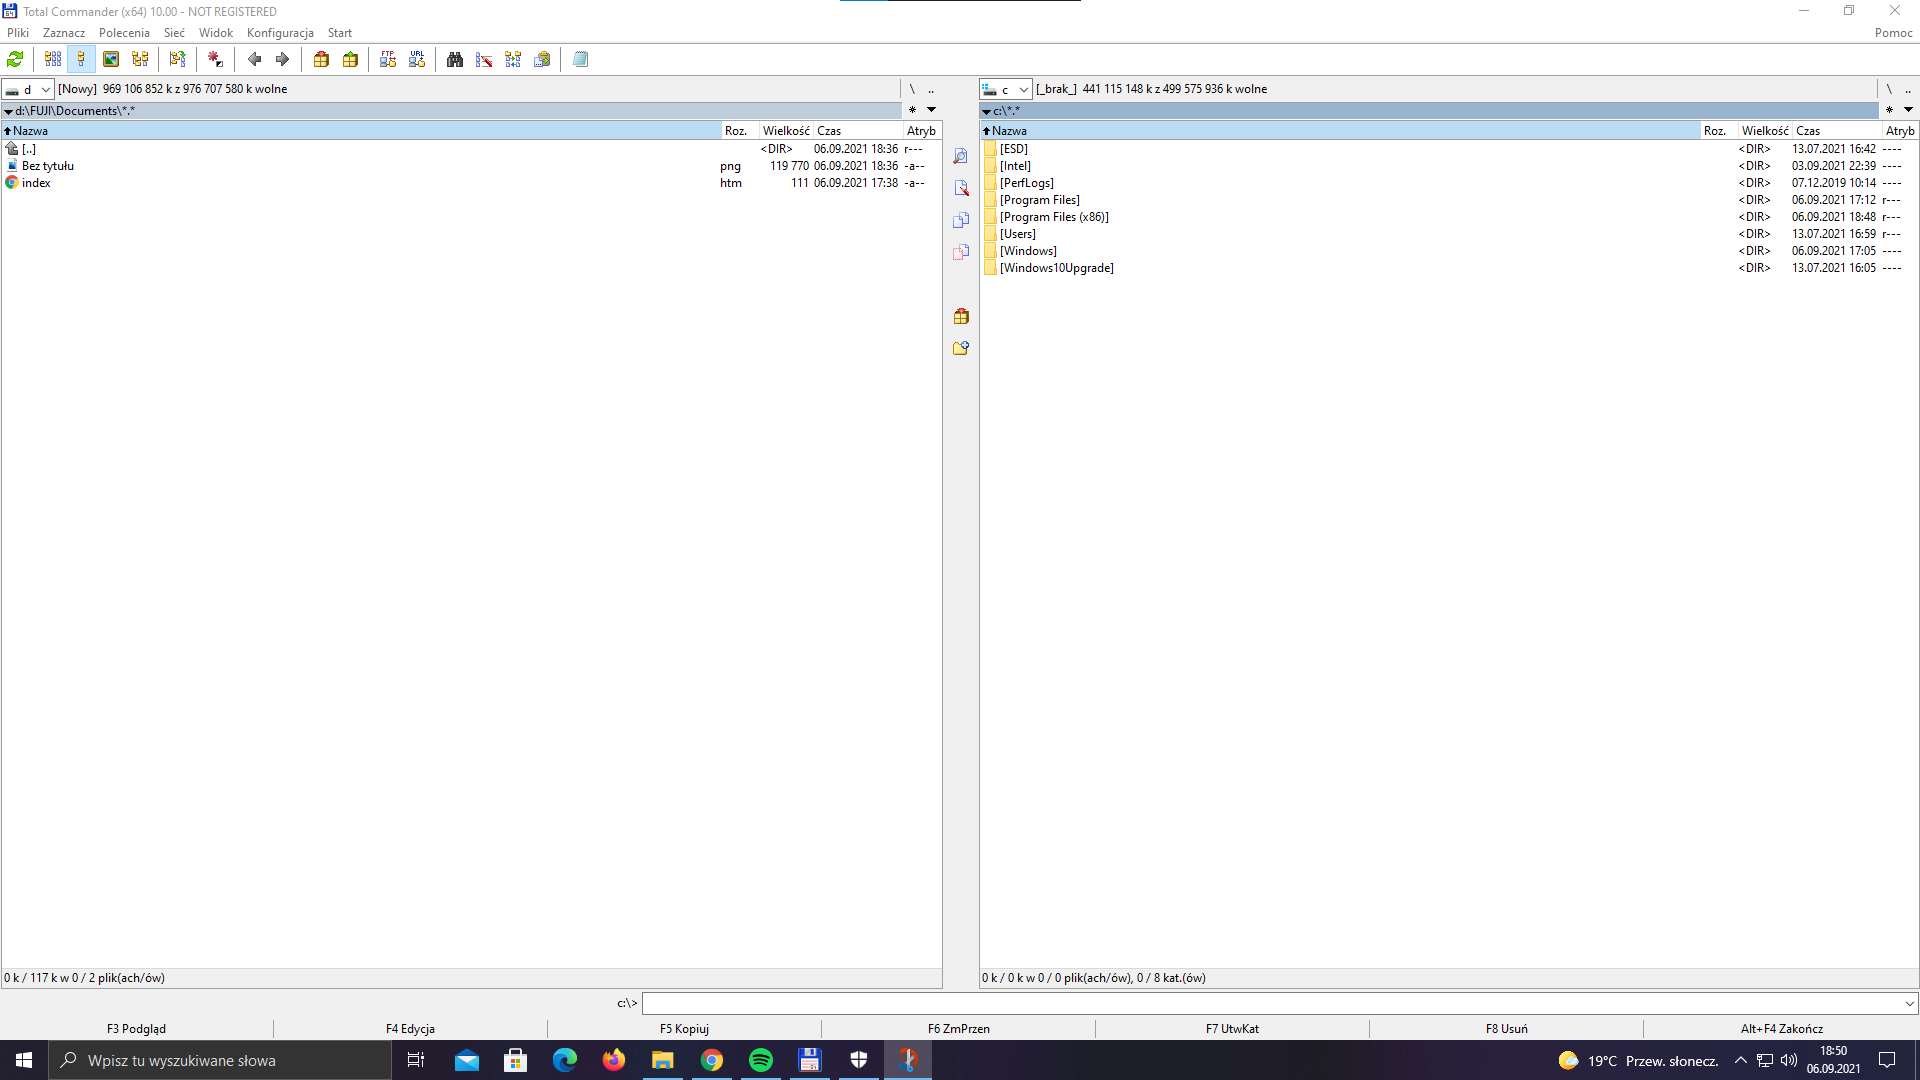 Total Commander (x64) 10.00 - NOT REGISTERED
Pliki Zaznacz Polecenia Sieć Widok Konfiguracja Start Pomoc
FTP URL
d [Nowy] 969 106 852 k z 976 707 580 k wolne \ ..
d:\FUJI\Documents\*.* *
Nazwa Roz. Wielkość Czas Atryb
[..] <DIR> 06.09.2021 18:36 r---
Bez tytułu png 119 770 06.09.2021 18:36 -a--
index htm 111 06.09.2021 17:38 -a--
0 k / 117 k w 0 / 2 plik(ach/ów)
c [_brak_] 441 115 148 k z 499 575 936 k wolne \ ..
c:\*.* *
Nazwa Roz. Wielkość Czas Atryb
[ESD] <DIR> 13.07.2021 16:42 ----
[Intel] <DIR> 03.09.2021 22:39 ----
[PerfLogs] <DIR> 07.12.2019 10:14 ----
[Program Files] <DIR> 06.09.2021 17:12 r---
[Program Files (x86)] <DIR> 06.09.2021 18:48 r---
[Users] <DIR> 13.07.2021 16:59 r---
[Windows] <DIR> 06.09.2021 17:05 ----
[Windows10Upgrade] <DIR> 13.07.2021 16:05 ----
0 k / 0 k w 0 / 0 plik(ach/ów), 0 / 8 kat.(ów)
c:\>
F3 Podgląd F4 Edycja F5 Kopiuj F6 ZmPrzen F7 UtwKat F8 Usuń Alt+F4 Zakończ
Wpisz tu wyszukiwane słowa 19°C Przew. słonecz. 18:50
06.09.2021